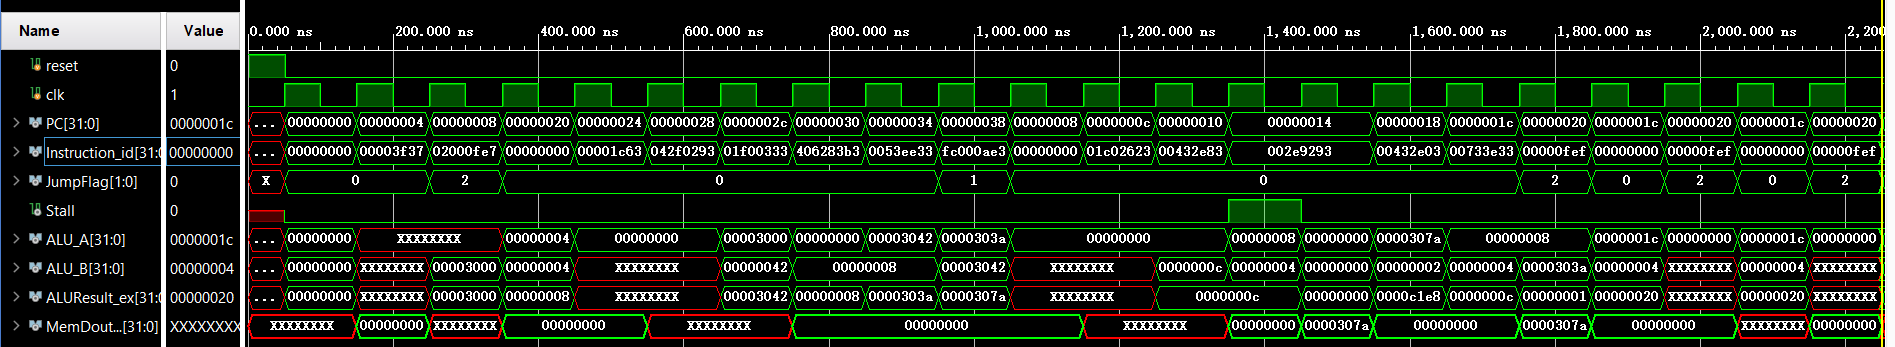 Name Value 0.000 ns 200.000 ns 400.000 ns 600.000 ns 800.000 ns 1,000.000 ns 1,200.000 ns 1,400.000 ns 1,600.000 ns 1,800.000 ns 2,000.000 ns 2,200
reset 0
clk 1
PC[31:0] 0000001c ... 00000000 00000004 00000008 00000020 00000024 00000028 0000002c 00000030 00000034 00000038 00000008 0000000c 00000010 00000014 00000018 0000001c 00000020 0000001c 00000020 0000001c 00000020
Instruction_id[31:0 00000000 ... 00000000 00003f37 02000fe7 00000000 00001c63 042f0293 01f00333 406283b3 0053ee33 fc000ae3 00000000 01c02623 00432e83 002e9293 00432e03 00733e33 00000fef 00000000 00000fef 00000000 00000fef
JumpFlag[1:0] 0 X 0 2 0 1 0 2 0 2 0 2
Stall 0
ALU_A[31:0] 0000001c ... 00000000 XXXXXXXX 00000004 00000000 00003000 00000000 00003042 0000303a 00000000 00000008 00000000 0000307a 00000008 0000001c 00000000 0000001c 00000000
ALU_B[31:0] 00000004 ... 00000000 XXXXXXXX 00003000 00000004 XXXXXXXX 00000042 00000008 00003042 XXXXXXXX 0000000c 00000004 00000000 00000002 00000004 0000303a 00000004 XXXXXXXX 00000004 XXXXXXXX
ALUResult_ex[31:0 00000020 ... 00000000 XXXXXXXX 00003000 00000008 XXXXXXXX 00003042 00000008 0000303a 0000307a XXXXXXXX 0000000c 00000000 0000c1e8 0000000c 00000001 00000020 XXXXXXXX 00000020 XXXXXXXX
MemDout...[31:0] XXXXXXXX XXXXXXXX 00000000 XXXXXXXX 00000000 XXXXXXXX 00000000 XXXXXXXX 00000000 0000307a 00000000 0000307a 00000000 XXXXXXXX 00000000